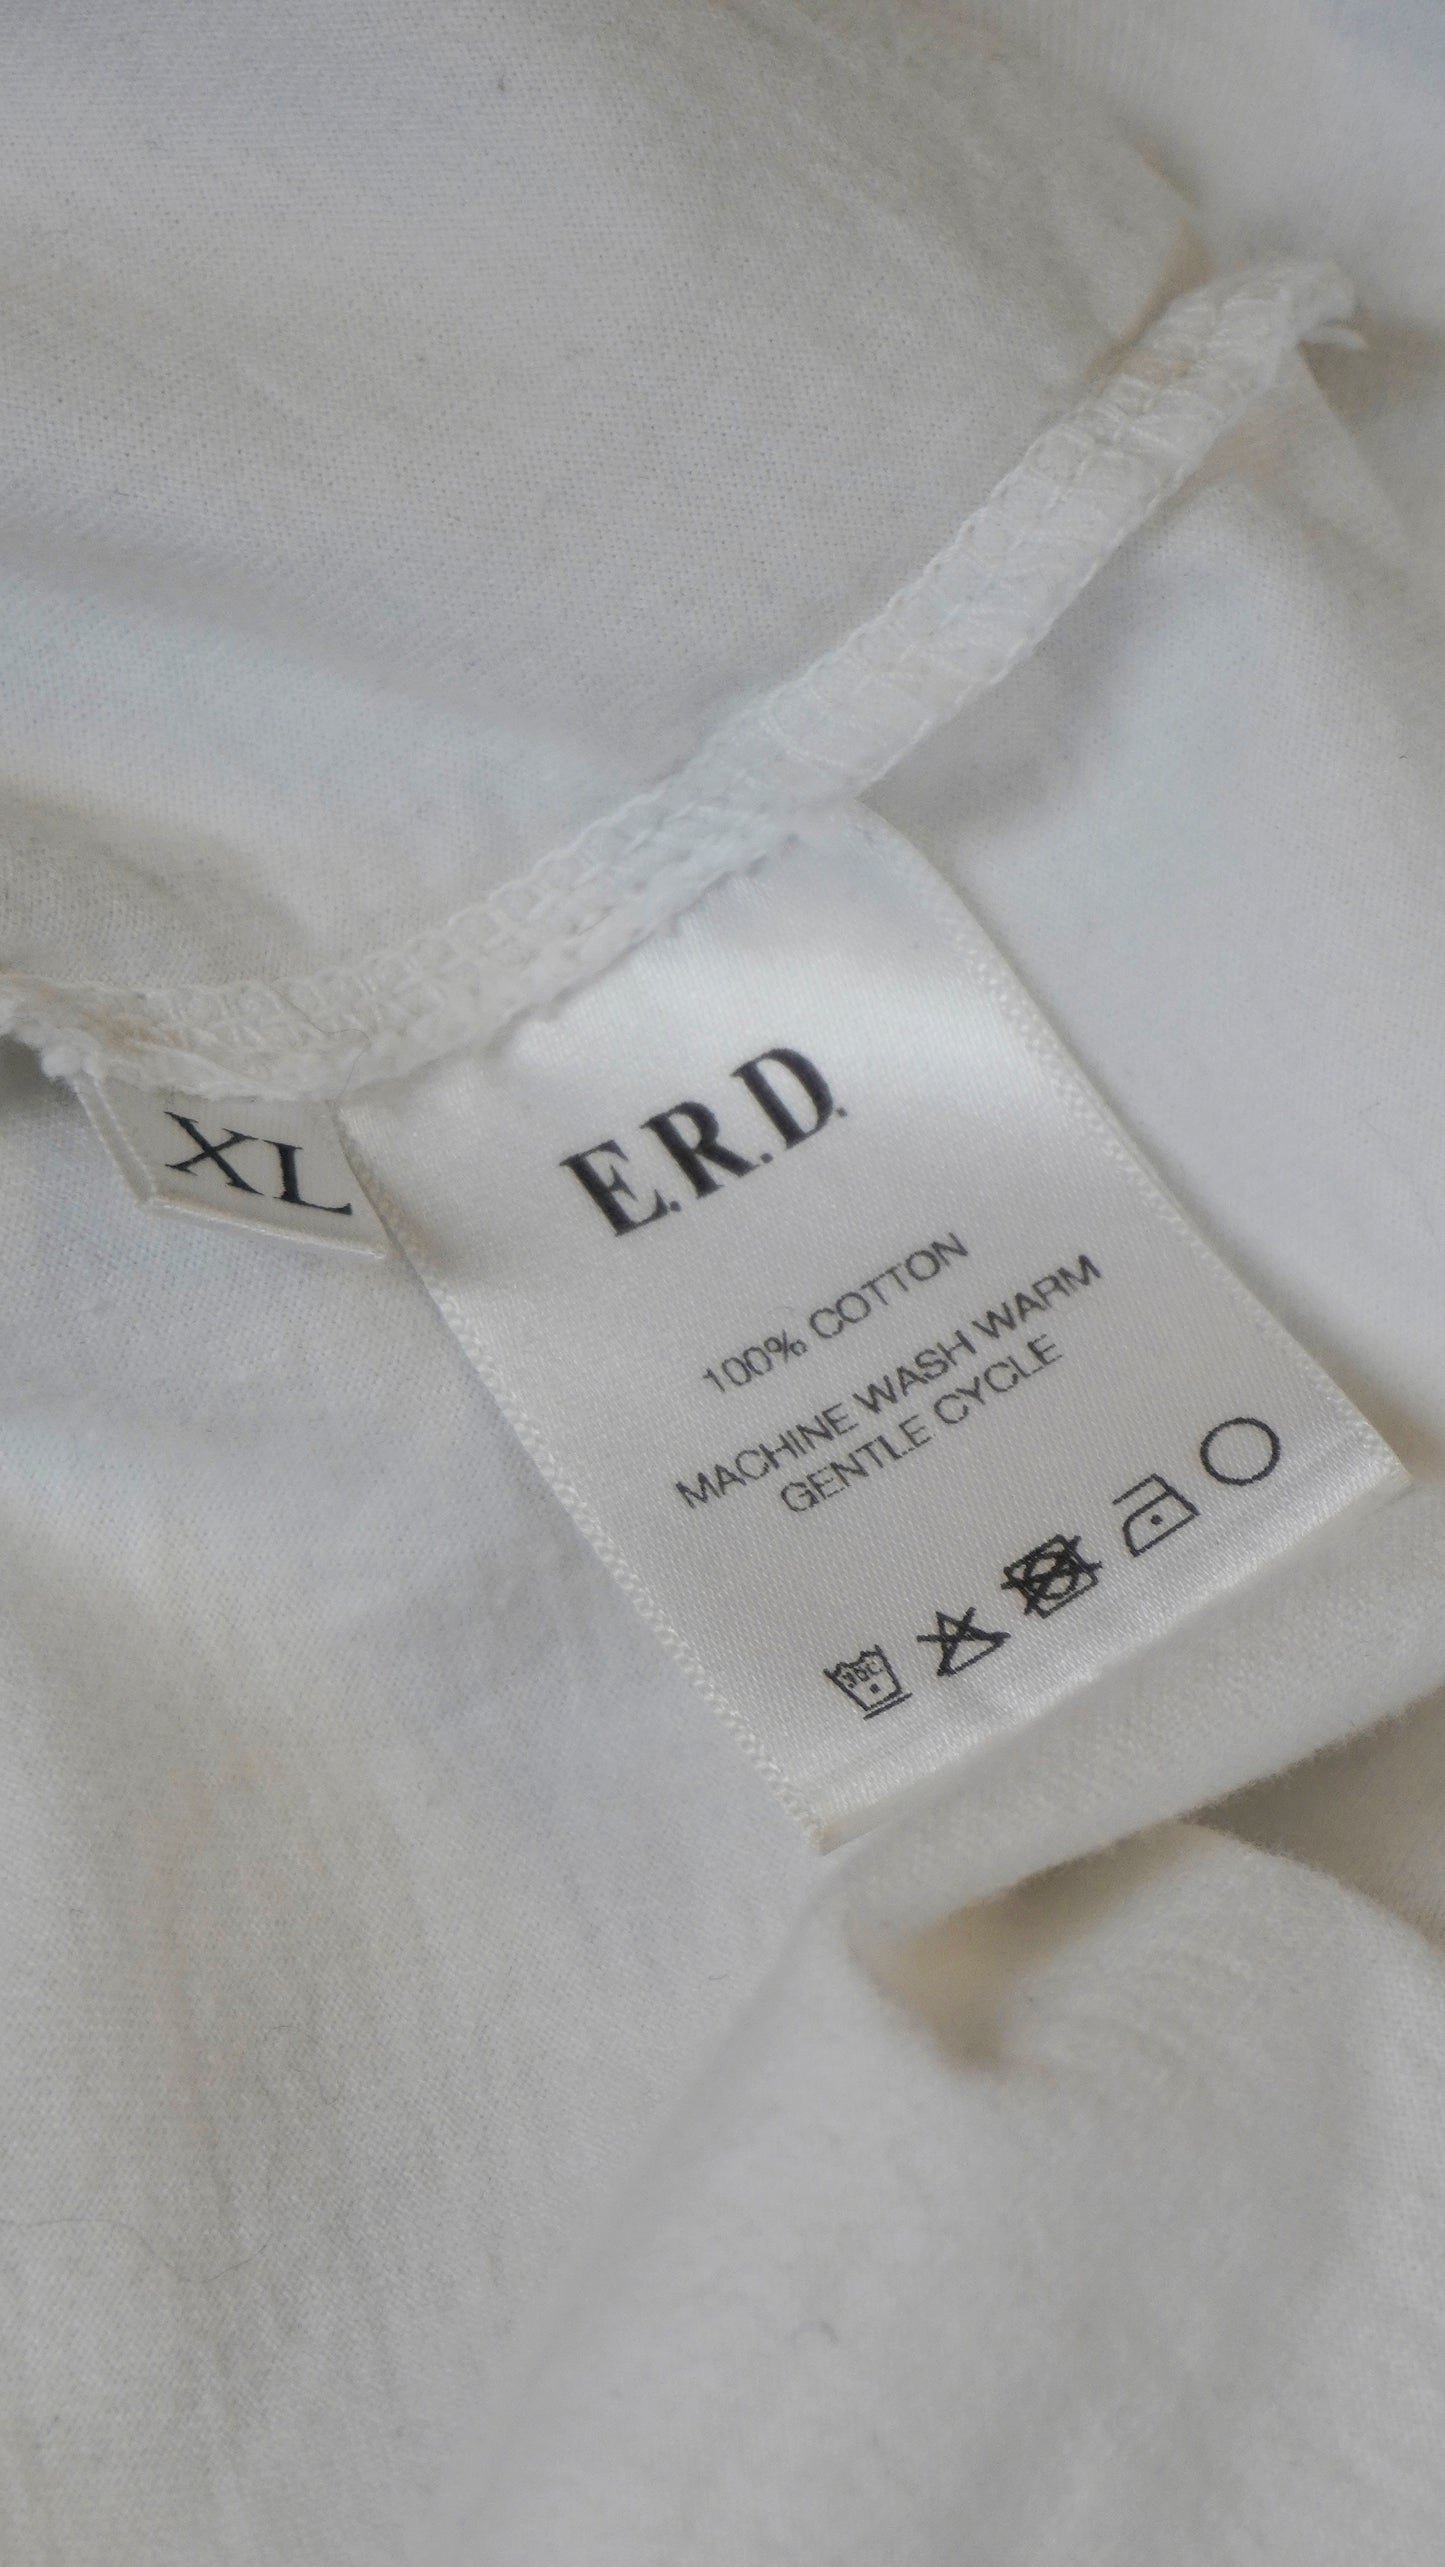 XL
E.R.D.
100% COTTON
MACHINE WASH WARM
GENTLE CYCLE